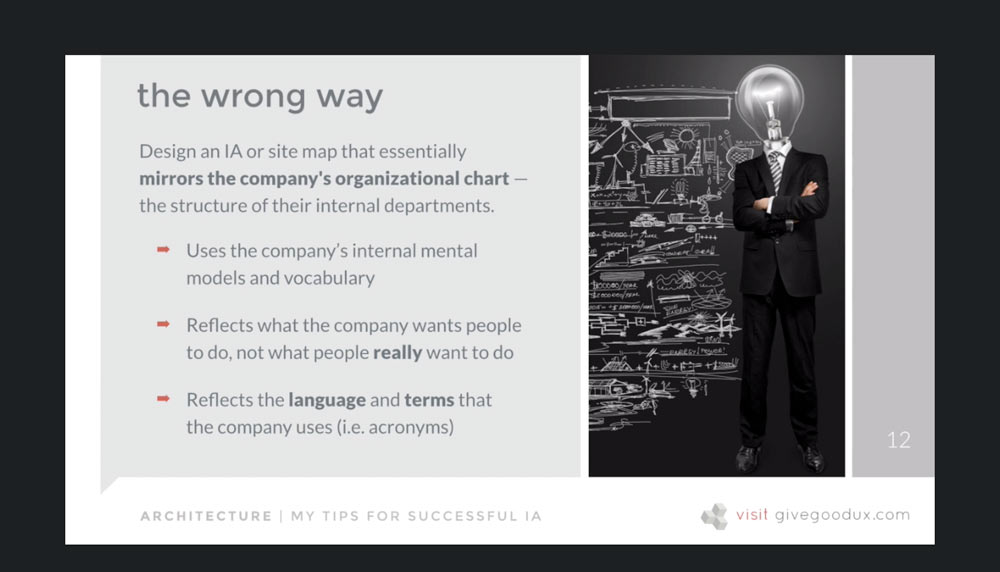 the wrong way
Design an IA or site map that essentially
mirrors the company's organizational chart —
the structure of their internal departments.
Uses the company's internal mental
models and vocabulary
Reflects what the company wants people
to do, not what people really want to do
Reflects the language and terms that
the company uses (i.e. acronyms)
12
ARCHITECTURE | MY TIPS FOR SUCCESSFUL IA
visit givegoodux.com